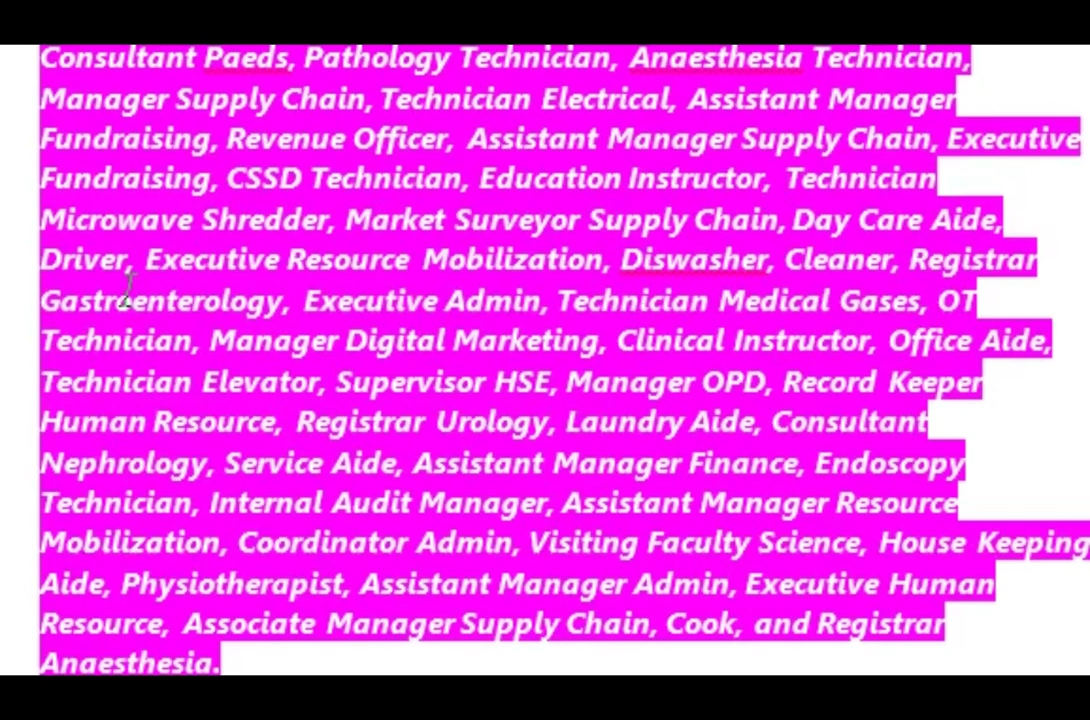 Consultant Paeds, Pathology Technician, Anaesthesia Technician,
Manager Supply Chain, Technician Electrical, Assistant Manager
Fundraising, Revenue Officer, Assistant Manager Supply Chain, Executive
Fundraising, CSSD Technician, Education Instructor, Technician
Microwave Shredder, Market Surveyor Supply Chain, Day Care Aide,
Driver, Executive Resource Mobilization, Diswasher, Cleaner, Registrar
Gastroenterology, Executive Admin, Technician Medical Gases, OT
Technician, Manager Digital Marketing, Clinical Instructor, Office Aide,
Technician Elevator, Supervisor HSE, Manager OPD, Record Keeper
Human Resource, Registrar Urology, Laundry Aide, Consultant
Nephrology, Service Aide, Assistant Manager Finance, Endoscopy
Technician, Internal Audit Manager, Assistant Manager Resource
Mobilization, Coordinator Admin, Visiting Faculty Science, House Keeping
Aide, Physiotherapist, Assistant Manager Admin, Executive Human
Resource, Associate Manager Supply Chain, Cook, and Registrar
Anaesthesia.